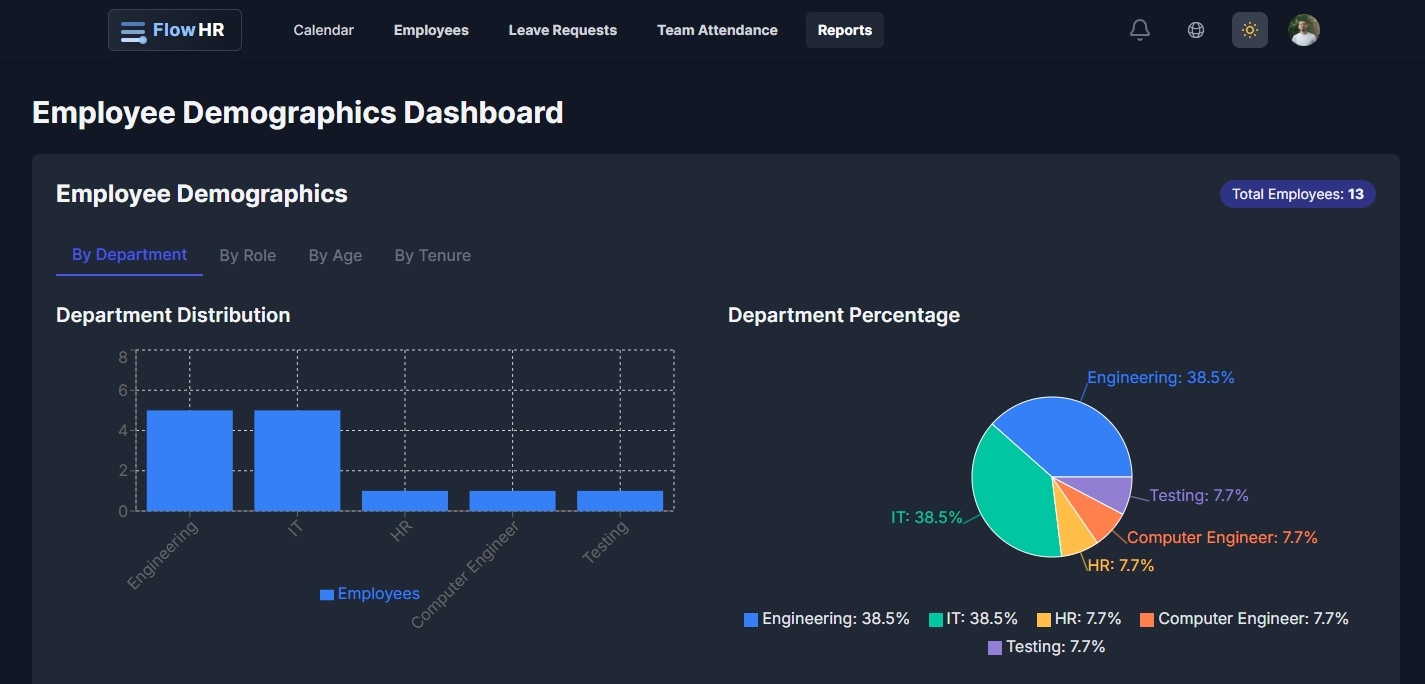 FlowHR Calendar Employees Leave Requests Team Attendance Reports
Employee Demographics Dashboard
Employee Demographics
Total Employees: 13
By Department By Role By Age By Tenure
Department Distribution
8
6
4
2
0
Engineering
IT
HR
Computer Engineer
Testing
Employees
Department Percentage
Engineering: 38.5%
Testing: 7.7%
IT: 38.5%
Computer Engineer: 7.7%
HR: 7.7%
Engineering: 38.5% IT: 38.5% HR: 7.7% Computer Engineer: 7.7%
Testing: 7.7%